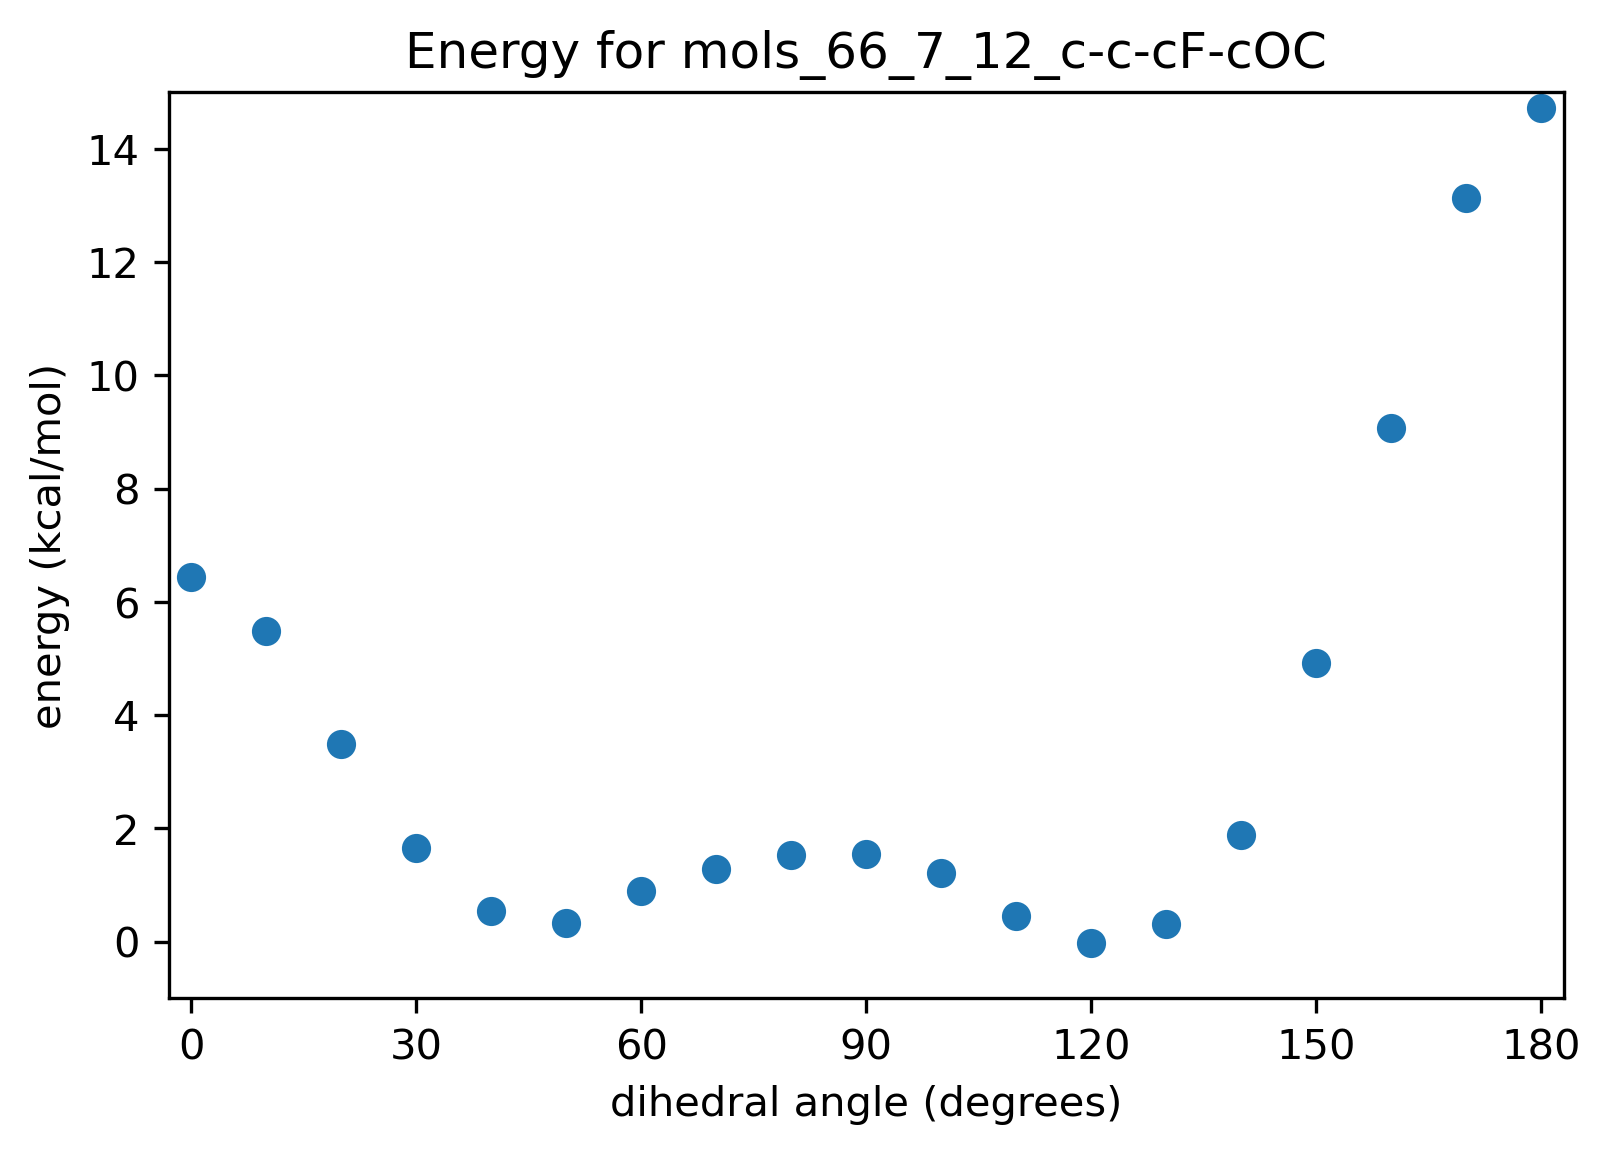 Energy for mols_66_7_12_c-c-cF-cOC
energy (kcal/mol)
14
12
10
8
6
4
2
0
0 30 60 90 120 150 180
dihedral angle (degrees)